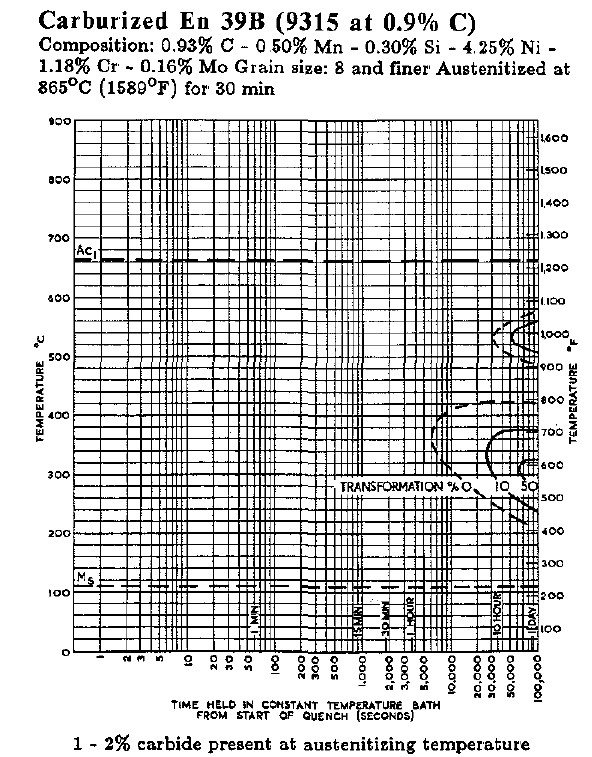 Carburized En 39B (9315 at 0.9% C)
Composition: 0.93% C - 0.50% Mn - 0.30% Si - 4.25% Ni -
1.18% Cr - 0.16% Mo Grain size: 8 and finer Austenitized at
865°C (1589°F) for 30 min
900
800
700
600
500
400
300
200
100
0
TEMPERATURE °C
1,600
1,500
1,400
1,300
1,200
1,100
1,000
900
800
700
600
500
400
200
100
TEMPERATURE °F
Ac1
TRANSFORMATION % 0 10 50
Ms
1 MIN
15 MIN
30 MIN
1 HOUR
10 HOUR
1 DAY
1 2 3 5 10 20 30 50 100 200 300 500 1,000 2,000 3,000 5,000 10,000 20,000 30,000 50,000 100,000
TIME HELD IN CONSTANT TEMPERATURE BATH
FROM START OF QUENCH (SECONDS)
1 - 2% carbide present at austenitizing temperature